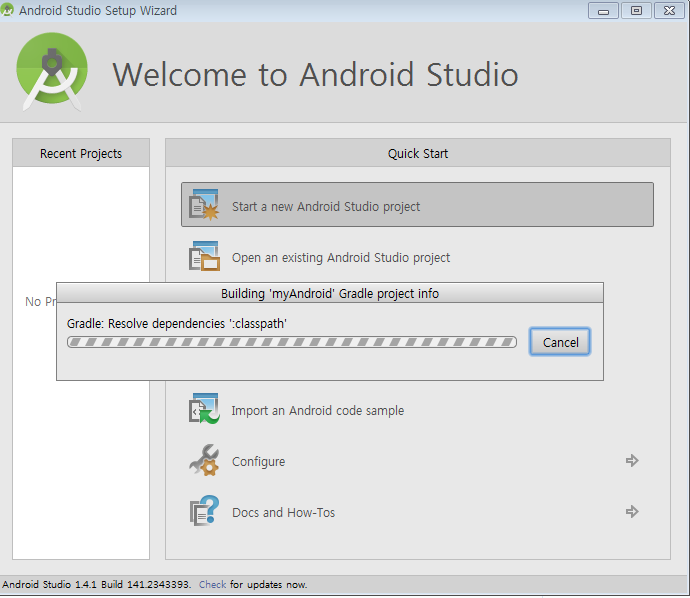 Android Studio Setup Wizard
Welcome to Android Studio
Recent Projects
Quick Start
Start a new Android Studio project
Open an existing Android Studio project
No
Building 'myAndroid' Gradle project info
Gradle: Resolve dependencies ':classpath'
Cancel
Import an Android code sample
Configure
Docs and How-Tos
Android Studio 1.4.1 Build 141.2343393. Check for updates now.